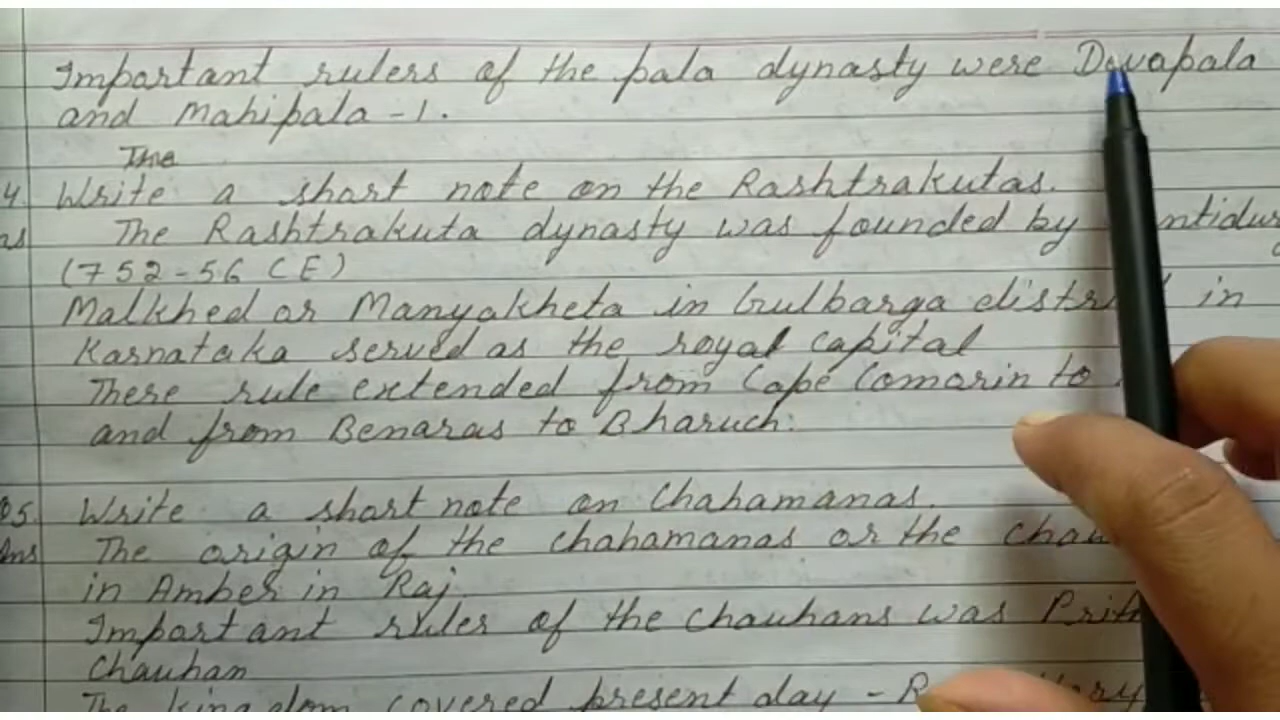 Important rulers of the pala dynasty were Devapala
and Mahipala - 1.
The
4. Write a short note on the Rashtrakutas.
The Rashtrakuta dynasty was founded by
(752-56 CE)
Malkhed or Manyakheta in Gulbarga district in
Karnataka served as the royal capital
There rule extended from Cape Comorin to
and from Benaras to Bharuch.
Q5. Write a short note on Chahamanas.
Ans The origin of the Chahamanas or the
in Amber in Raj
Important ruler of the Chauhans was
Chauhan
The kingdom covered present day -